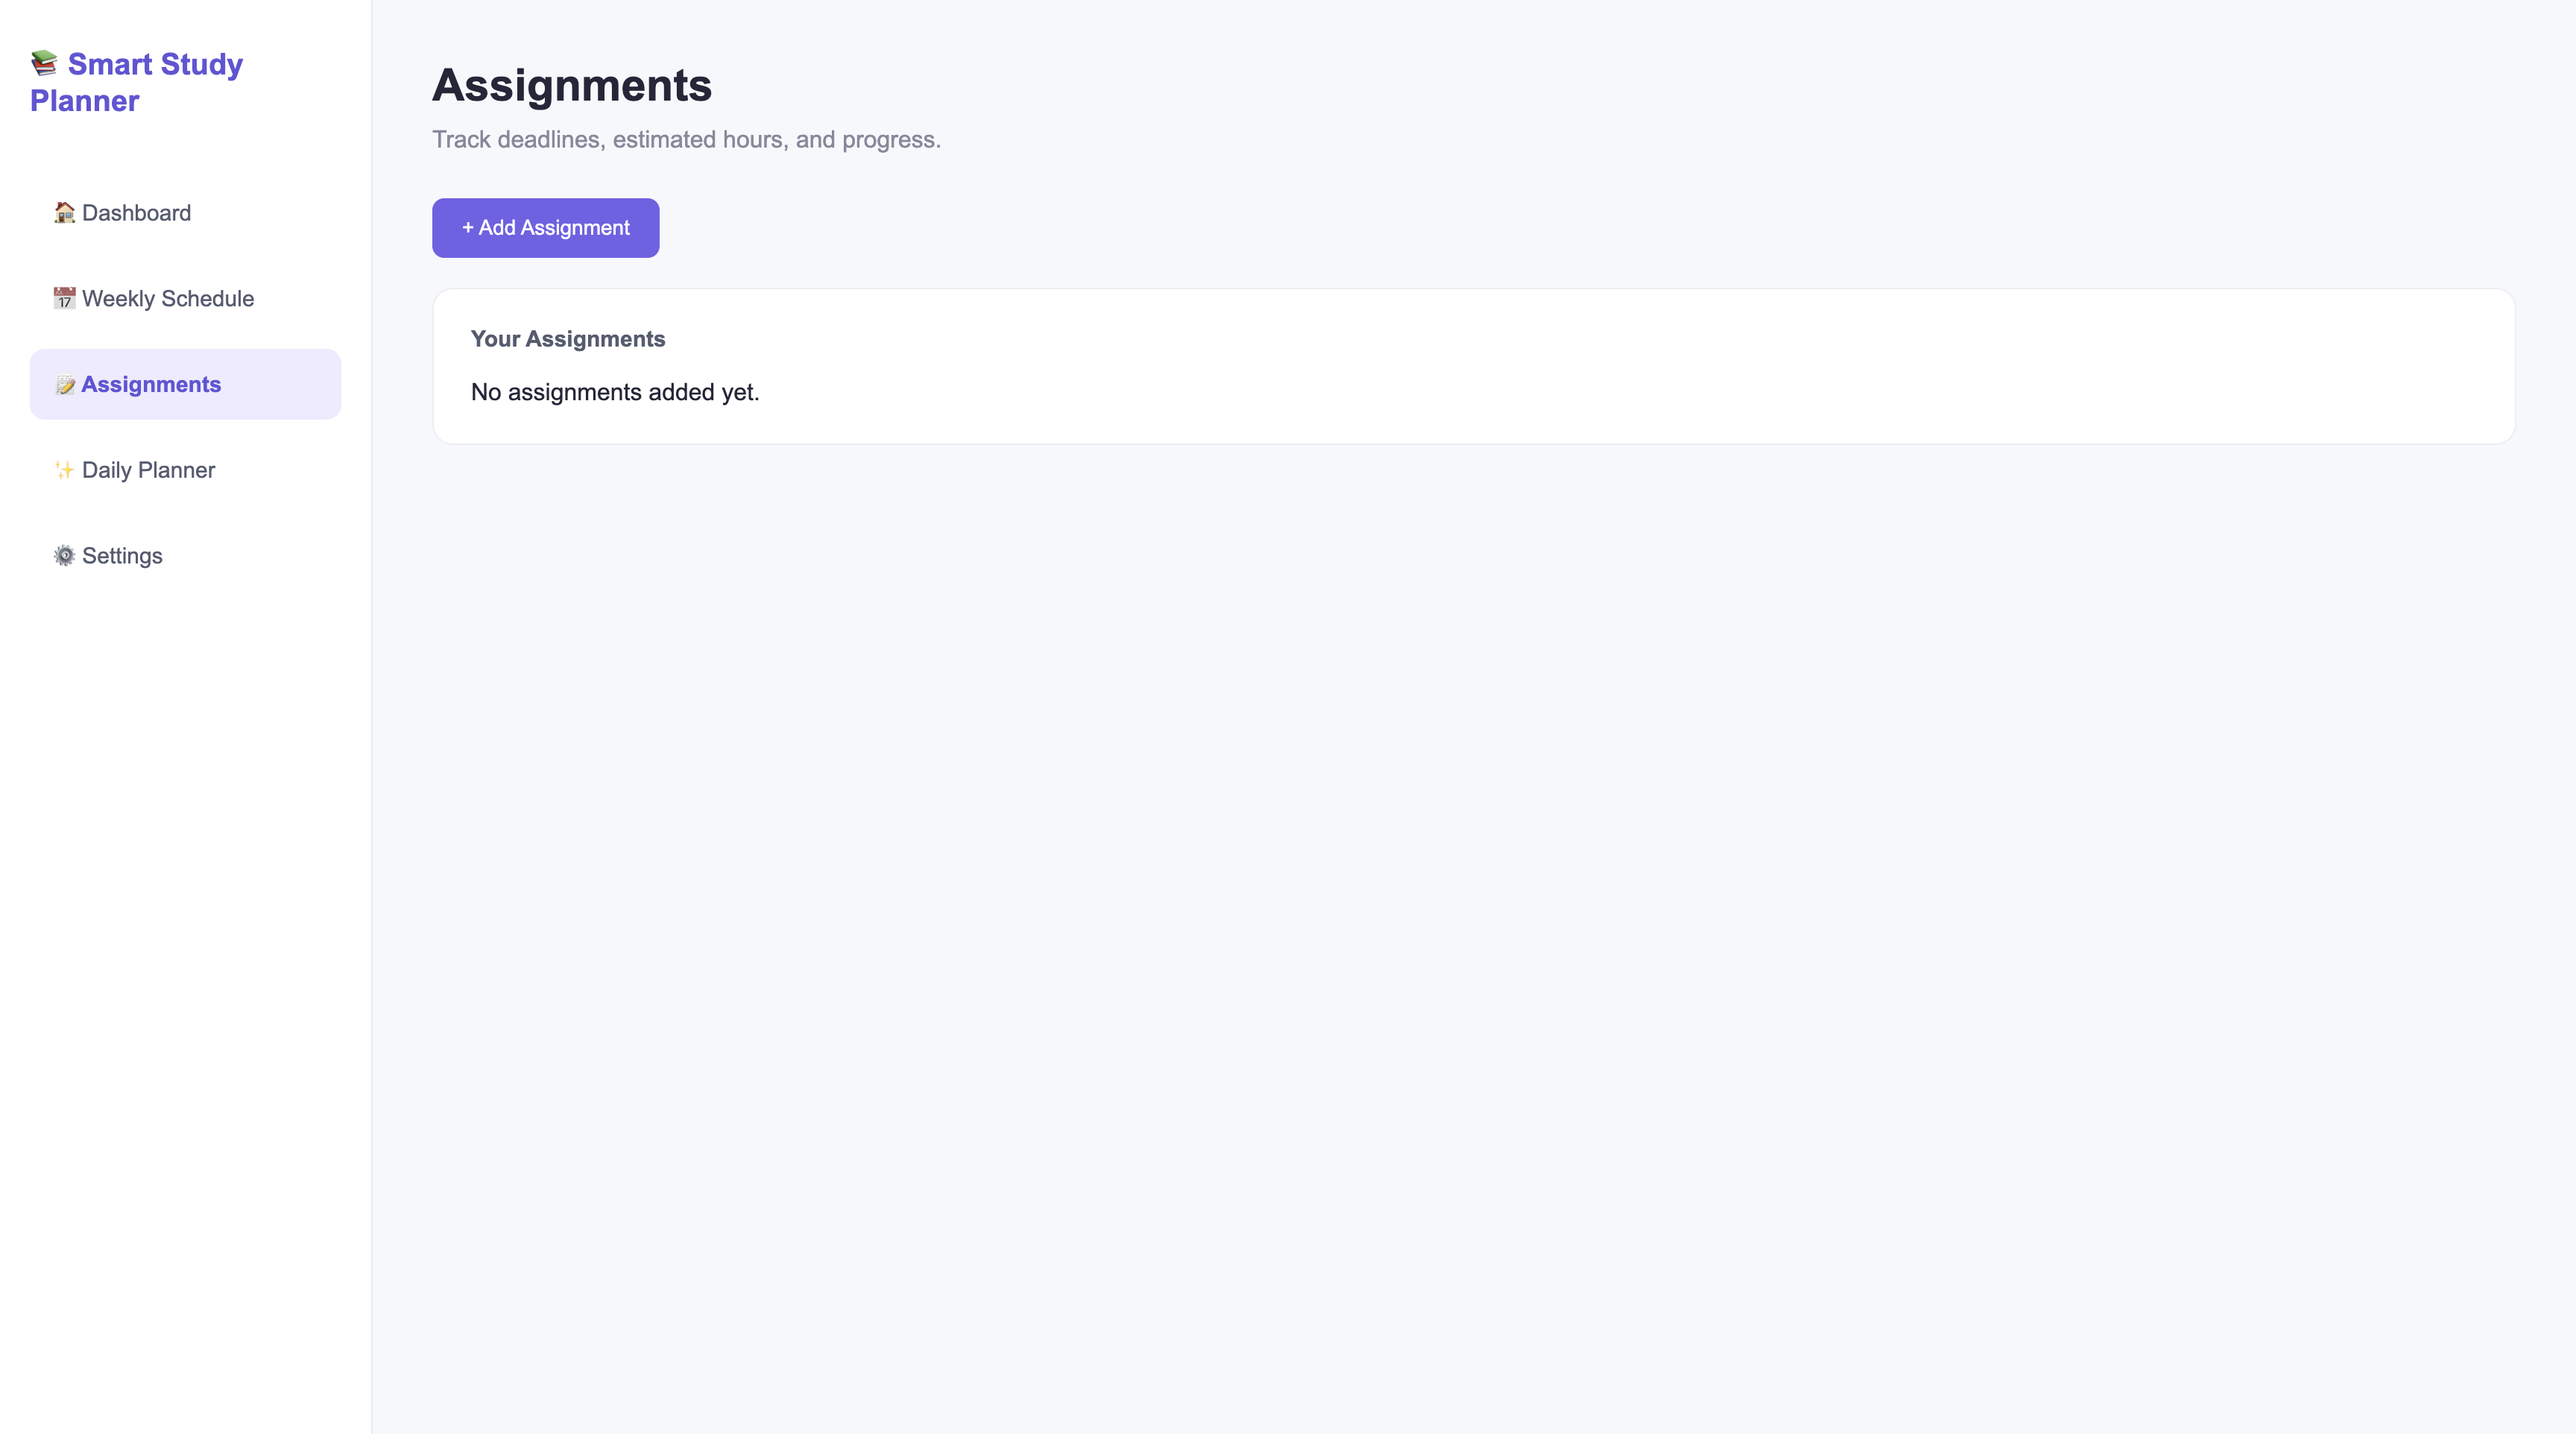 📚 Smart Study
Planner
🏠 Dashboard
📅 Weekly Schedule
📝 Assignments
✨ Daily Planner
⚙️ Settings
Assignments
Track deadlines, estimated hours, and progress.
+ Add Assignment
Your Assignments
No assignments added yet.